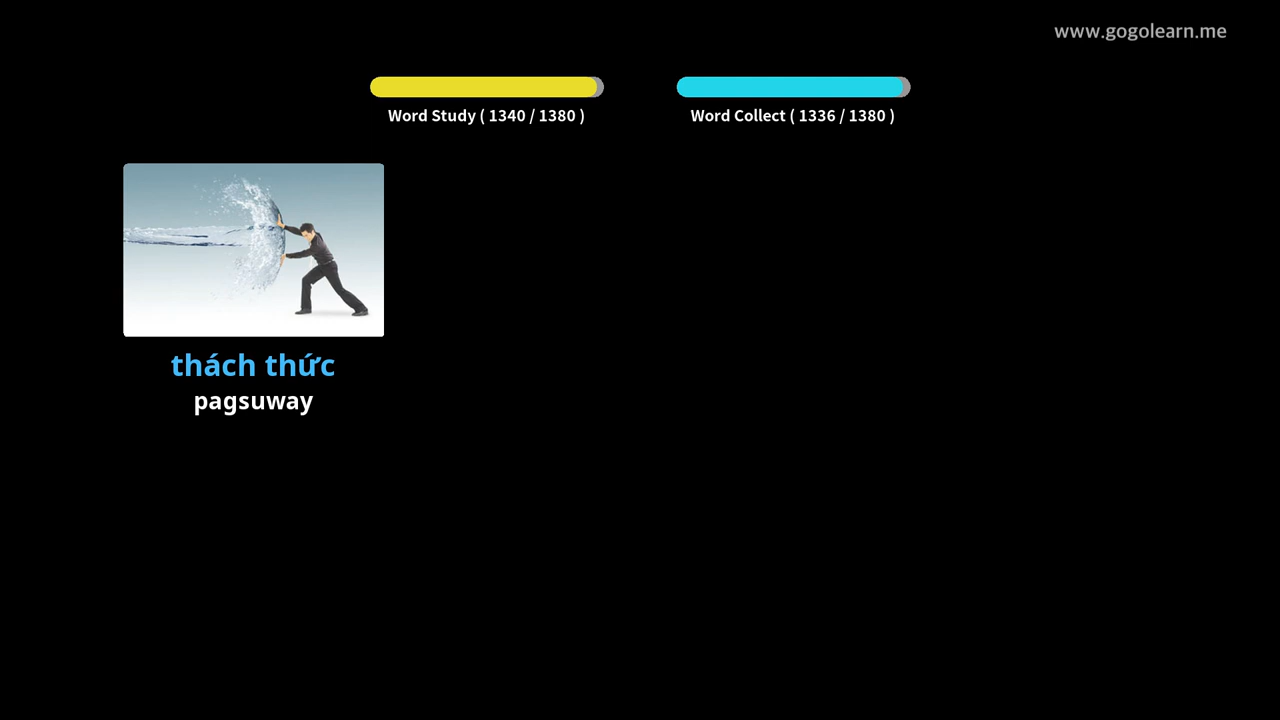 www.gogolearn.me
Word Study ( 1340 / 1380 )
Word Collect ( 1336 / 1380 )
thách thức
pagsuway